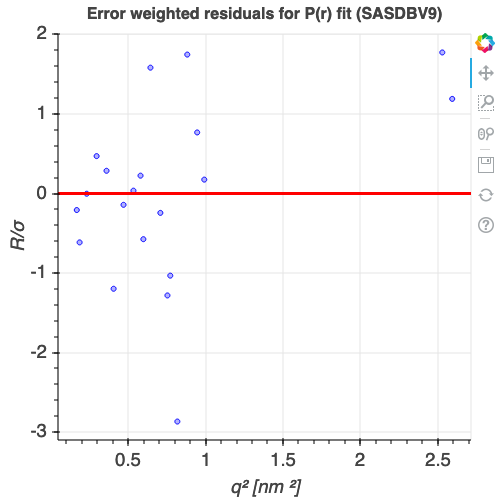 Error weighted residuals for P(r) fit (SASDBV9)
2
1
0
-1
-2
-3
R/σ
0.5 1 1.5 2 2.5
q² [nm ²]